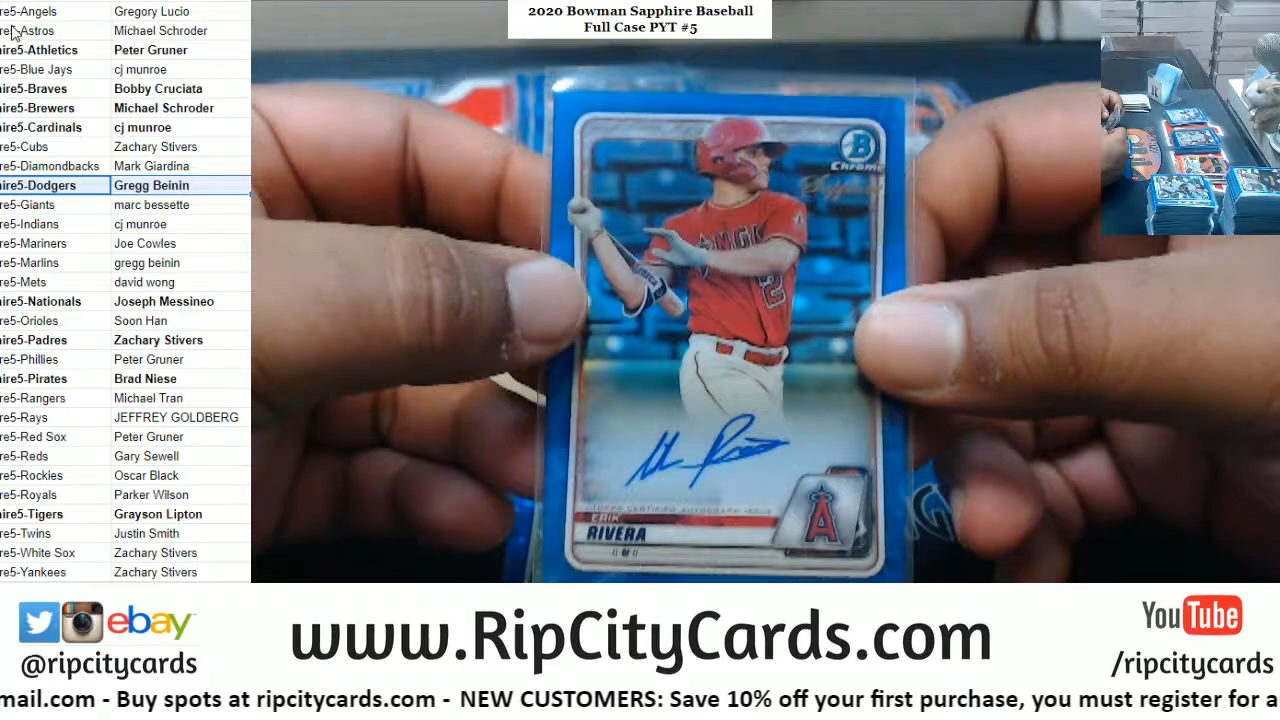 re5-Angels Gregory Lucio
re5-Astros Michael Schroder
ire5-Athletics Peter Gruner
re5-Blue Jays cj munroe
ire5-Braves Bobby Cruciata
ire5-Brewers Michael Schroder
ire5-Cardinals cj munroe
re5-Cubs Zachary Stivers
re5-Diamondbacks Mark Giardina
ire5-Dodgers Gregg Beinin
re5-Giants marc bessette
re5-Indians cj munroe
re5-Mariners Joe Cowles
re5-Marlins gregg beinin
re5-Mets david wong
ire5-Nationals Joseph Messineo
re5-Orioles Soon Han
ire5-Padres Zachary Stivers
re5-Phillies Peter Gruner
ire5-Pirates Brad Niese
re5-Rangers Michael Tran
re5-Rays JEFFREY GOLDBERG
re5-Red Sox Peter Gruner
re5-Reds Gary Sewell
re5-Rockies Oscar Black
re5-Royals Parker Wilson
ire5-Tigers Grayson Lipton
re5-Twins Justin Smith
re5-White Sox Zachary Stivers
re5-Yankees Zachary Stivers
2020 Bowman Sapphire Baseball
Full Case PYT #5
B
Chrome
Sapphire
ANGE
2
TOPPS CERTIFIED AUTOGRAPH ISSUE
ERIK
RIVERA
A
ebay
@ripcitycards
www.RipCityCards.com
YouTube
/ripcitycards
mail.com - Buy spots at ripcitycards.com - NEW CUSTOMERS: Save 10% off your first purchase, you must register for a